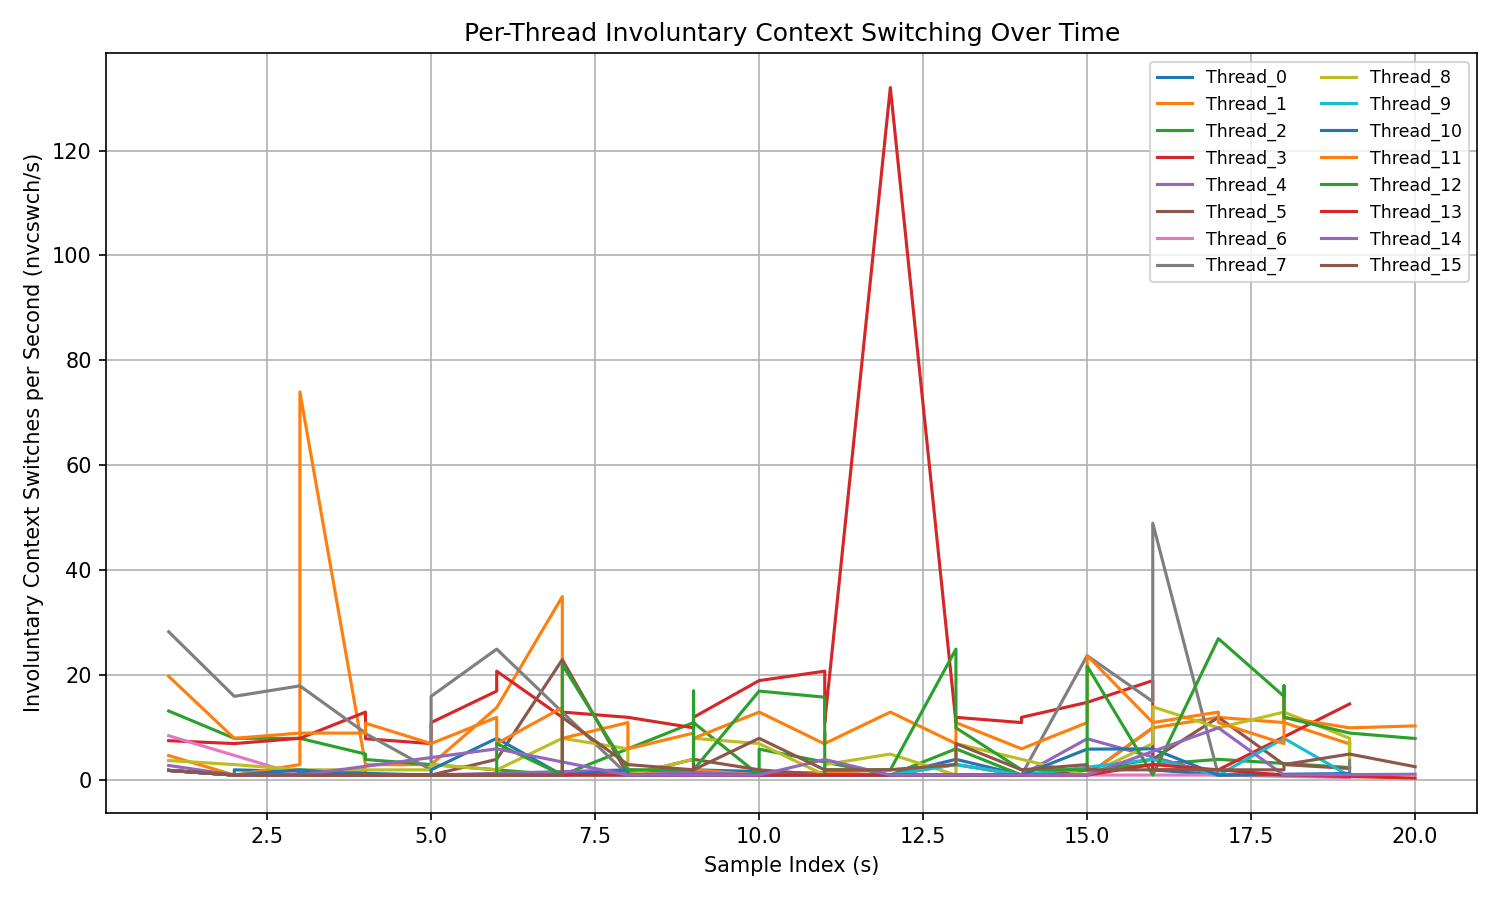 Per-Thread Involuntary Context Switching Over Time
Involuntary Context Switches per Second (nvcswch/s)
120
100
80
60
40
20
0
2.5
5.0
7.5
10.0
12.5
15.0
17.5
20.0
Sample Index (s)
Thread_0
Thread_1
Thread_2
Thread_3
Thread_4
Thread_5
Thread_6
Thread_7
Thread_8
Thread_9
Thread_10
Thread_11
Thread_12
Thread_13
Thread_14
Thread_15